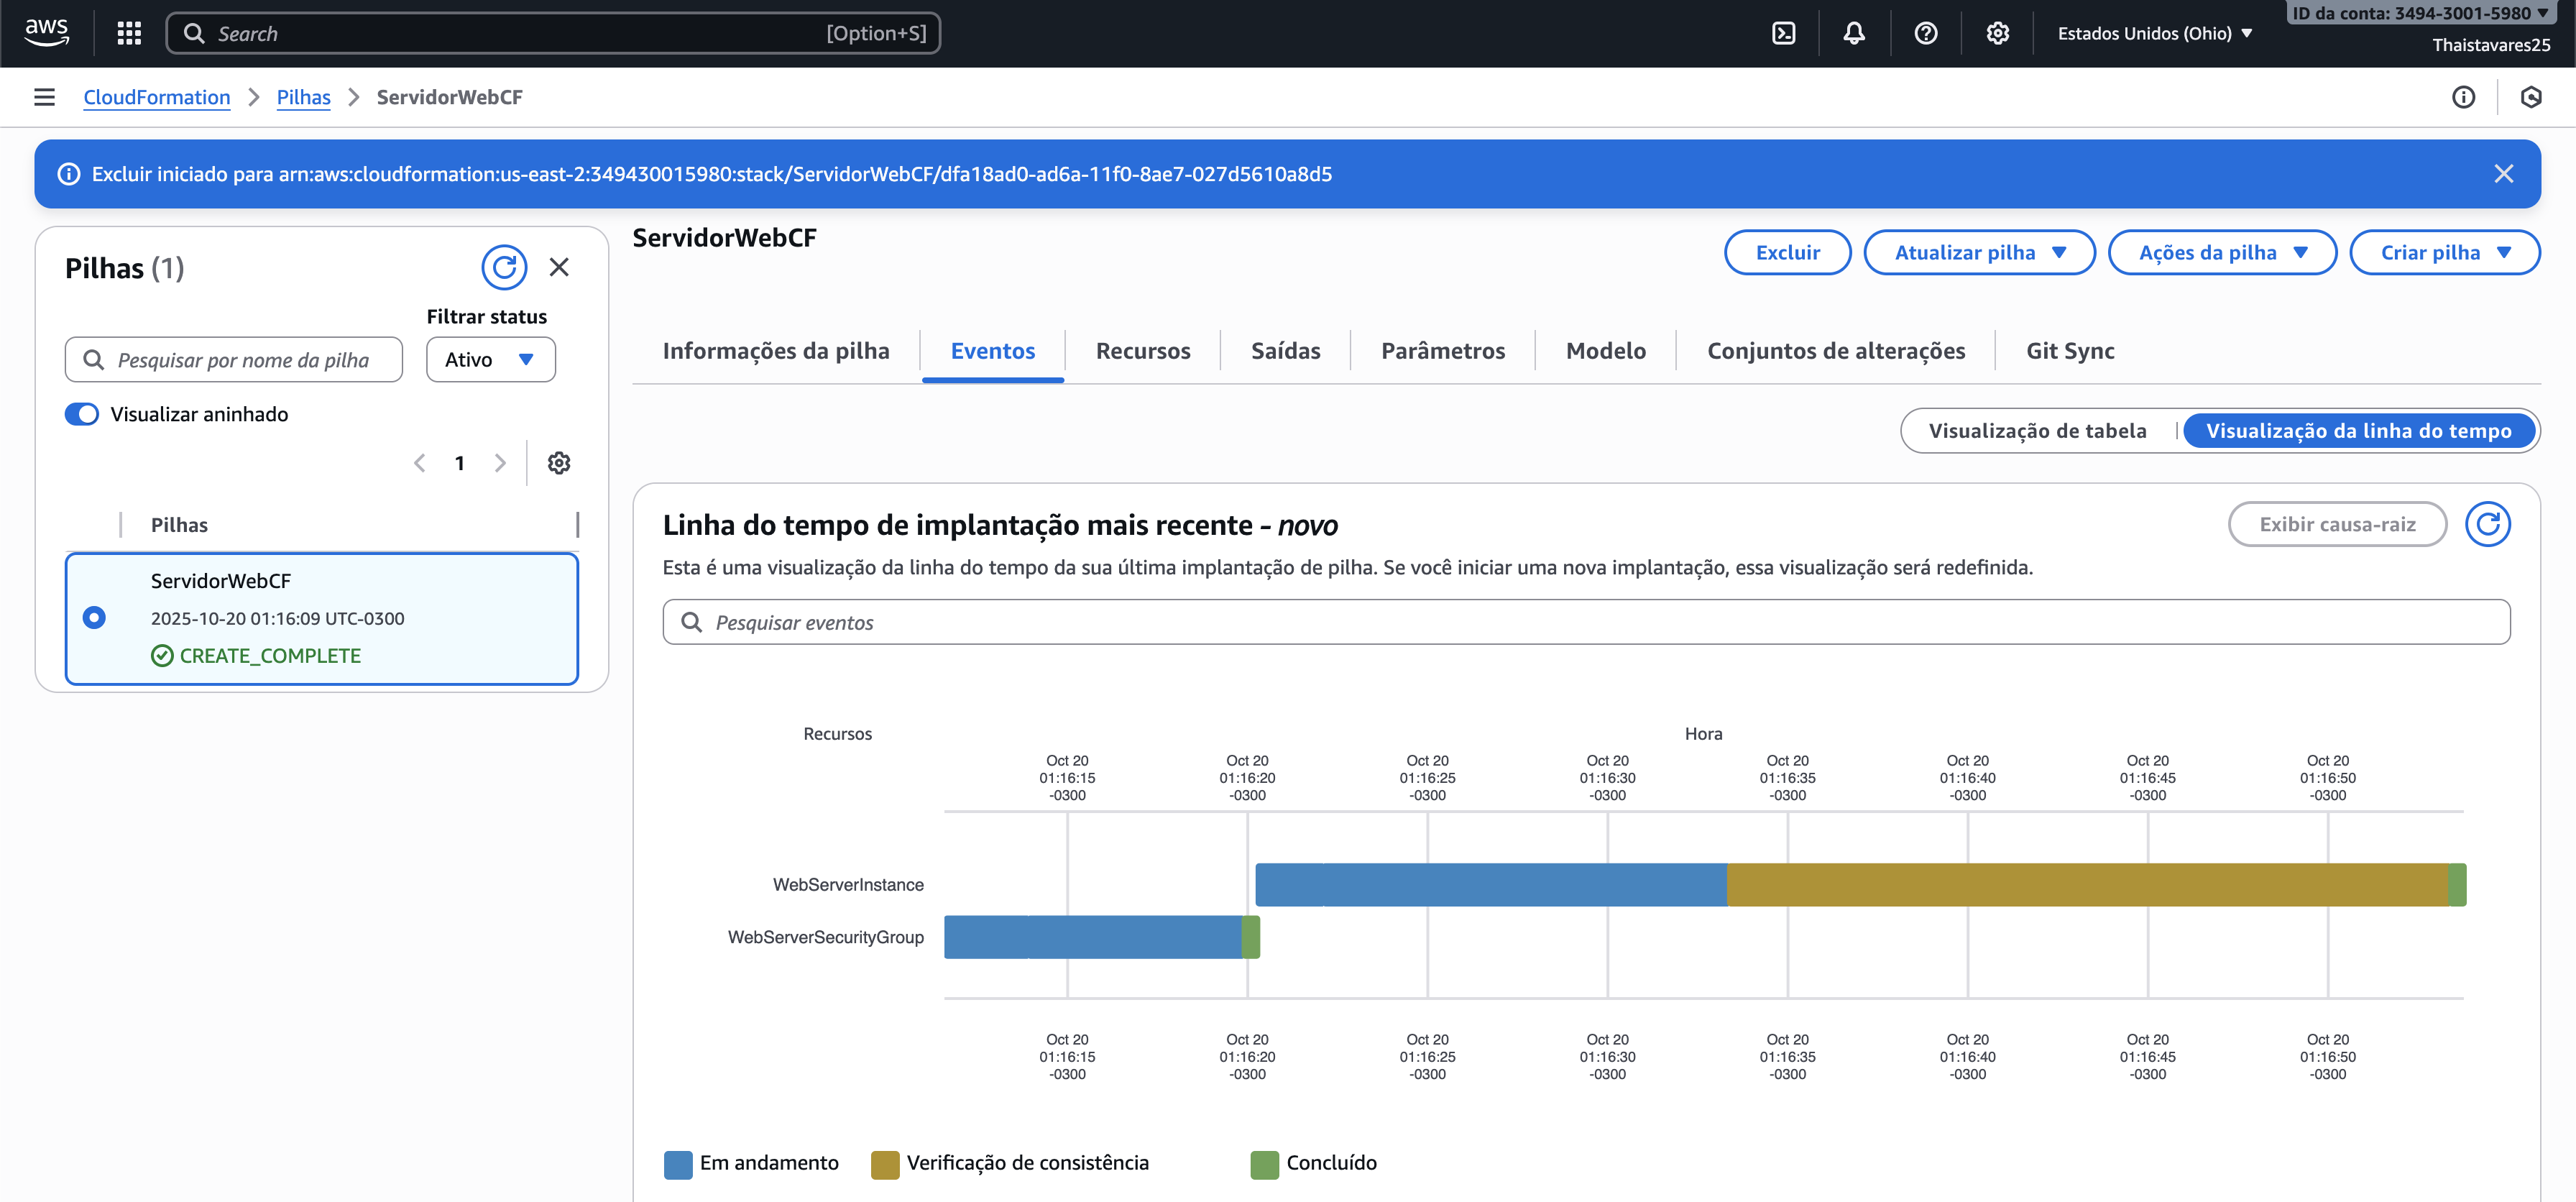 aws
Search
[Option+S]
Estados Unidos (Ohio)
ID da conta: 3494-3001-5980
Thaistavares25
CloudFormation
Pilhas
ServidorWebCF
Excluir iniciado para arn:aws:cloudformation:us-east-2:349430015980:stack/ServidorWebCF/dfa18ad0-ad6a-11f0-8ae7-027d5610a8d5
Pilhas (1)
Filtrar status
Pesquisar por nome da pilha
Ativo
Visualizar aninhado
1
Pilhas
ServidorWebCF
2025-10-20 01:16:09 UTC-0300
CREATE_COMPLETE
ServidorWebCF
Excluir
Atualizar pilha
Ações da pilha
Criar pilha
Informações da pilha
Eventos
Recursos
Saídas
Parâmetros
Modelo
Conjuntos de alterações
Git Sync
Visualização de tabela
Visualização da linha do tempo
Linha do tempo de implantação mais recente - novo
Exibir causa-raiz
Esta é uma visualização da linha do tempo da sua última implantação de pilha. Se você iniciar uma nova implantação, essa visualização será redefinida.
Pesquisar eventos
Recursos
Hora
Oct 20
01:16:15
-0300
Oct 20
01:16:20
-0300
Oct 20
01:16:25
-0300
Oct 20
01:16:30
-0300
Oct 20
01:16:35
-0300
Oct 20
01:16:40
-0300
Oct 20
01:16:45
-0300
Oct 20
01:16:50
-0300
WebServerInstance
WebServerSecurityGroup
Oct 20
01:16:15
-0300
Oct 20
01:16:20
-0300
Oct 20
01:16:25
-0300
Oct 20
01:16:30
-0300
Oct 20
01:16:35
-0300
Oct 20
01:16:40
-0300
Oct 20
01:16:45
-0300
Oct 20
01:16:50
-0300
Em andamento
Verificação de consistência
Concluído